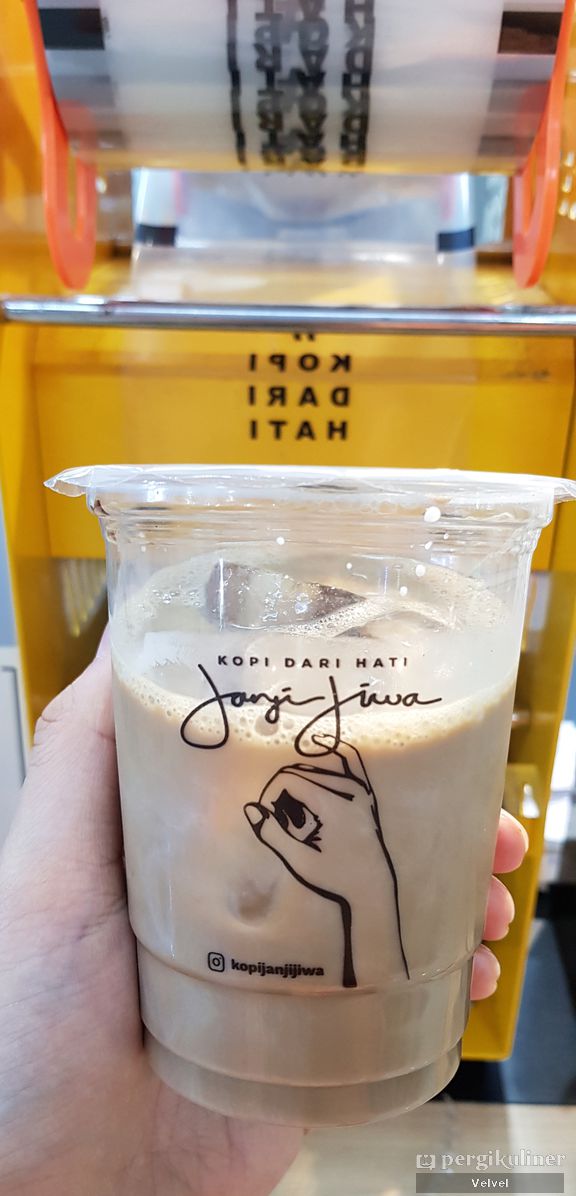 KOPI
DARI
HATI
KOPI DARI HATI
Janji Jiwa
kopijanjijiwa
pergikuliner
Velvel